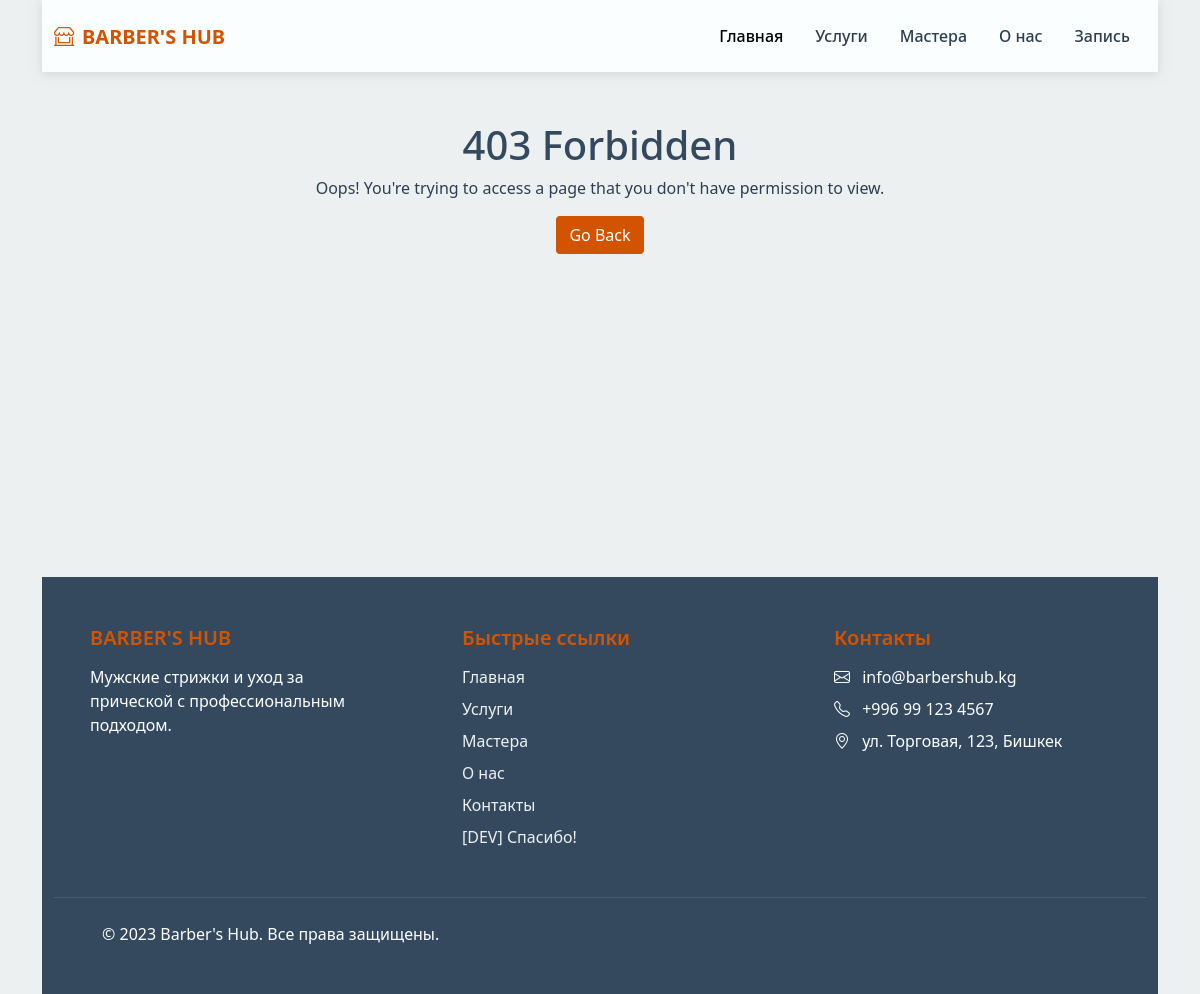 BARBER'S HUB
Главная
Услуги
Мастера
О нас
Запись
403 Forbidden
Oops! You're trying to access a page that you don't have permission to view.
Go Back
BARBER'S HUB
Мужские стрижки и уход за
прической с профессиональным
подходом.
Быстрые ссылки
Главная
Услуги
Мастера
О нас
Контакты
[DEV] Спасибо!
Контакты
info@barbershub.kg
+996 99 123 4567
ул. Торговая, 123, Бишкек
© 2023 Barber's Hub. Все права защищены.